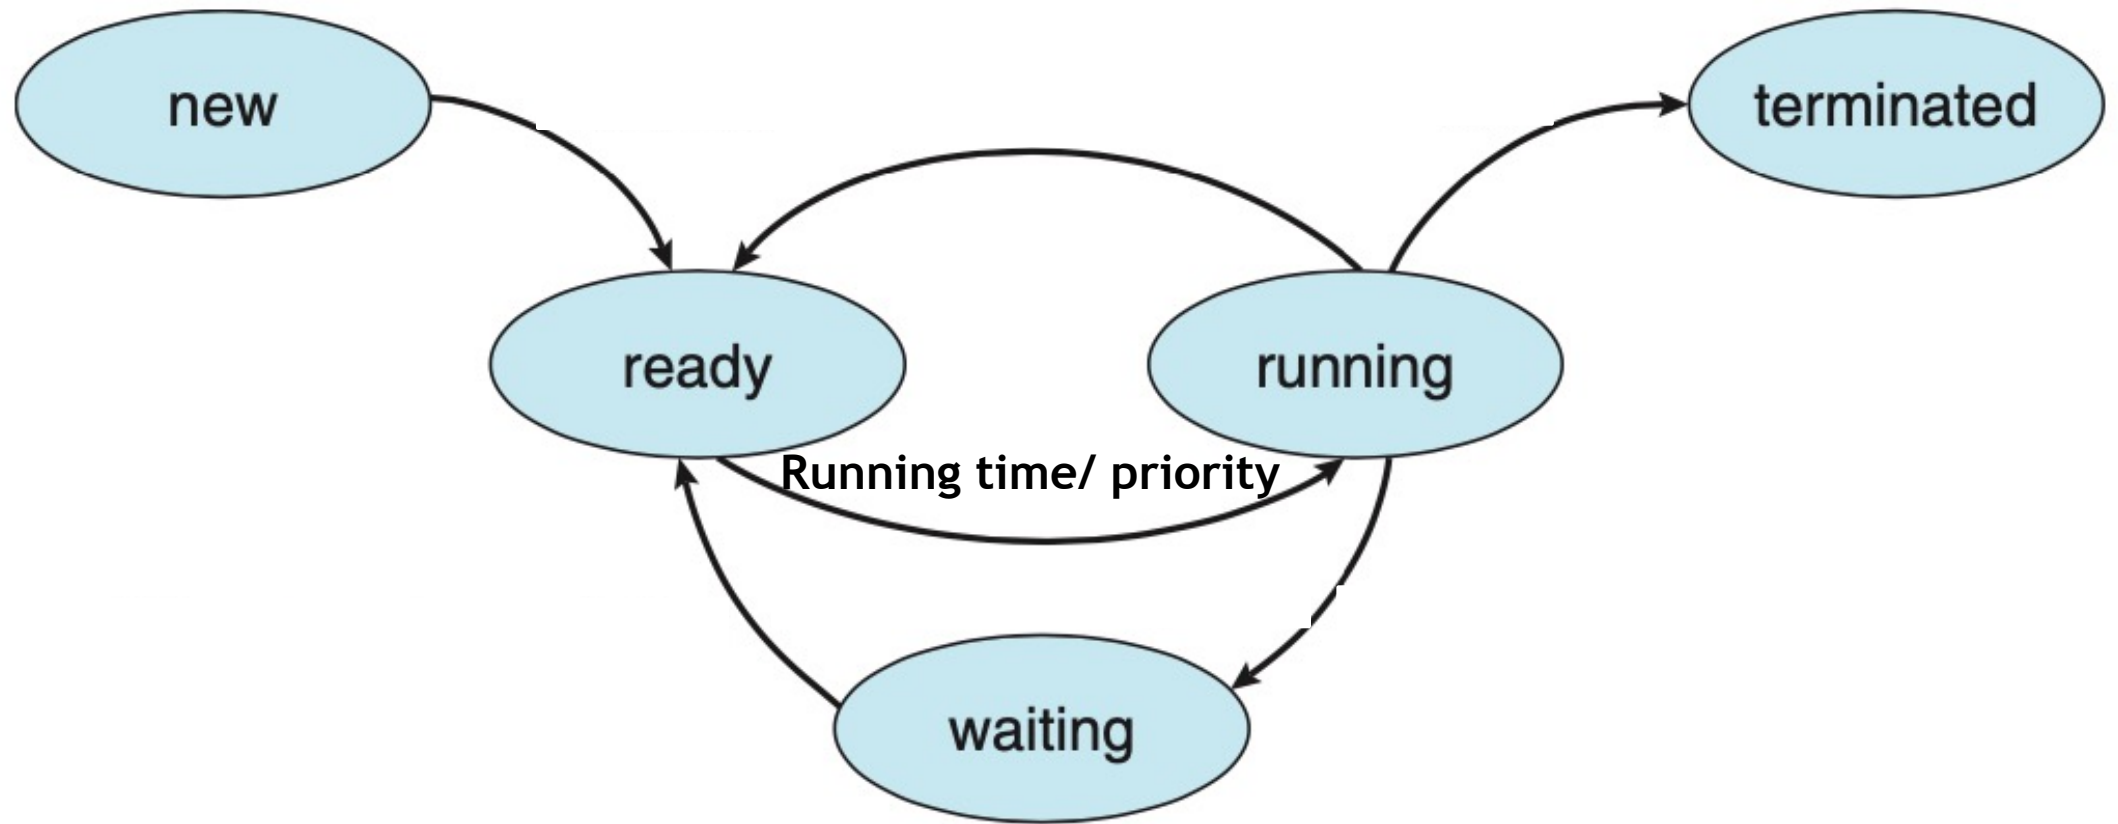 new
terminated
ready
running
Running time/ priority
waiting